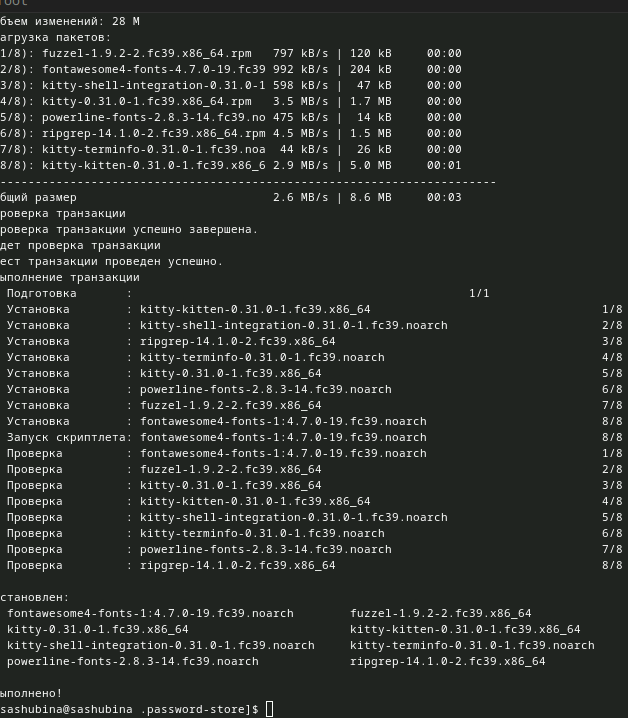 root
бъем изменений: 28 M
агрузка пакетов:
1/8): fuzzel-1.9.2-2.fc39.x86_64.rpm 797 kB/s | 120 kB 00:00
2/8): fontawesome4-fonts-4.7.0-19.fc39 992 kB/s | 204 kB 00:00
3/8): kitty-shell-integration-0.31.0-1 598 kB/s | 47 kB 00:00
4/8): kitty-0.31.0-1.fc39.x86_64.rpm 3.5 MB/s | 1.7 MB 00:00
5/8): powerline-fonts-2.8.3-14.fc39.no 475 kB/s | 14 kB 00:00
6/8): ripgrep-14.1.0-2.fc39.x86_64.rpm 4.5 MB/s | 1.5 MB 00:00
7/8): kitty-terminfo-0.31.0-1.fc39.noa 44 kB/s | 26 kB 00:00
8/8): kitty-kitten-0.31.0-1.fc39.x86_6 2.9 MB/s | 5.0 MB 00:01
-----------------------------------------------------------------------
бщий размер 2.6 MB/s | 8.6 MB 00:03
роверка транзакции
роверка транзакции успешно завершена.
дет проверка транзакции
ест транзакции проведен успешно.
ыполнение транзакции
Подготовка : 1/1
Установка : kitty-kitten-0.31.0-1.fc39.x86_64 1/8
Установка : kitty-shell-integration-0.31.0-1.fc39.noarch 2/8
Установка : ripgrep-14.1.0-2.fc39.x86_64 3/8
Установка : kitty-terminfo-0.31.0-1.fc39.noarch 4/8
Установка : kitty-0.31.0-1.fc39.x86_64 5/8
Установка : powerline-fonts-2.8.3-14.fc39.noarch 6/8
Установка : fuzzel-1.9.2-2.fc39.x86_64 7/8
Установка : fontawesome4-fonts-1:4.7.0-19.fc39.noarch 8/8
Запуск скриптлета: fontawesome4-fonts-1:4.7.0-19.fc39.noarch 8/8
Проверка : fontawesome4-fonts-1:4.7.0-19.fc39.noarch 1/8
Проверка : fuzzel-1.9.2-2.fc39.x86_64 2/8
Проверка : kitty-0.31.0-1.fc39.x86_64 3/8
Проверка : kitty-kitten-0.31.0-1.fc39.x86_64 4/8
Проверка : kitty-shell-integration-0.31.0-1.fc39.noarch 5/8
Проверка : kitty-terminfo-0.31.0-1.fc39.noarch 6/8
Проверка : powerline-fonts-2.8.3-14.fc39.noarch 7/8
Проверка : ripgrep-14.1.0-2.fc39.x86_64 8/8
становлен:
fontawesome4-fonts-1:4.7.0-19.fc39.noarch fuzzel-1.9.2-2.fc39.x86_64
kitty-0.31.0-1.fc39.x86_64 kitty-kitten-0.31.0-1.fc39.x86_64
kitty-shell-integration-0.31.0-1.fc39.noarch kitty-terminfo-0.31.0-1.fc39.noarch
powerline-fonts-2.8.3-14.fc39.noarch ripgrep-14.1.0-2.fc39.x86_64
ыполнено!
sashubina@sashubina .password-store]$